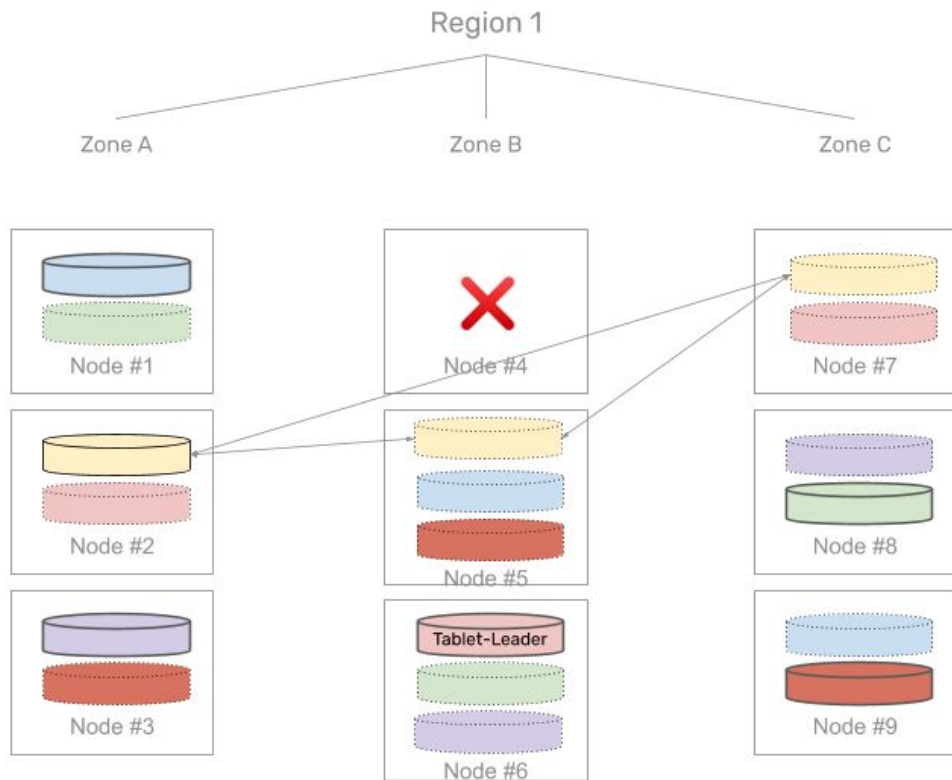 Region 1
Zone A
Zone B
Zone C
Node #1
Node #4
Node #7
Node #2
Node #5
Node #8
Tablet-Leader
Node #3
Node #6
Node #9